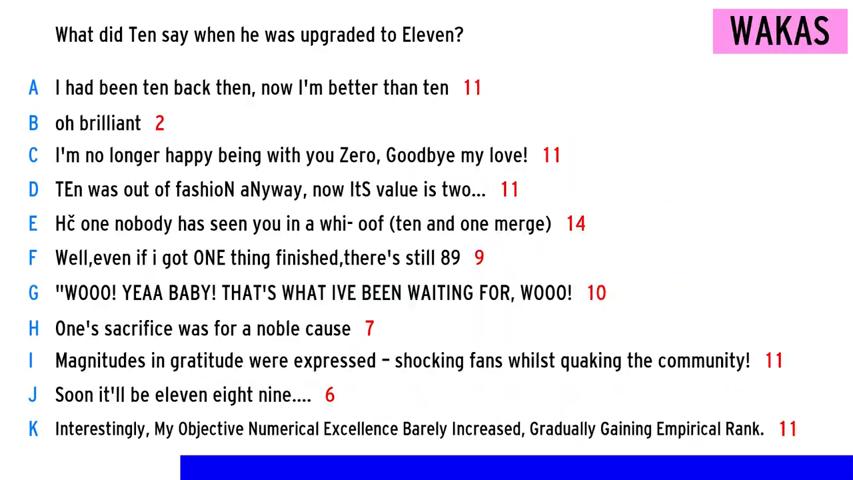 What did Ten say when he was upgraded to Eleven?
WAKAS
A I had been ten back then, now I'm better than ten 11
B oh brilliant 2
C I'm no longer happy being with you Zero, Goodbye my love! 11
D TEn was out of fashioN aNyway, now ItS value is two... 11
E Hč one nobody has seen you in a whi- oof (ten and one merge) 14
F Well,even if i got ONE thing finished,there's still 89 9
G "WOOO! YEAA BABY! THAT'S WHAT IVE BEEN WAITING FOR, WOOO! 10
H One's sacrifice was for a noble cause 7
I Magnitudes in gratitude were expressed – shocking fans whilst quaking the community! 11
J Soon it'll be eleven eight nine.... 6
K Interestingly, My Objective Numerical Excellence Barely Increased, Gradually Gaining Empirical Rank. 11